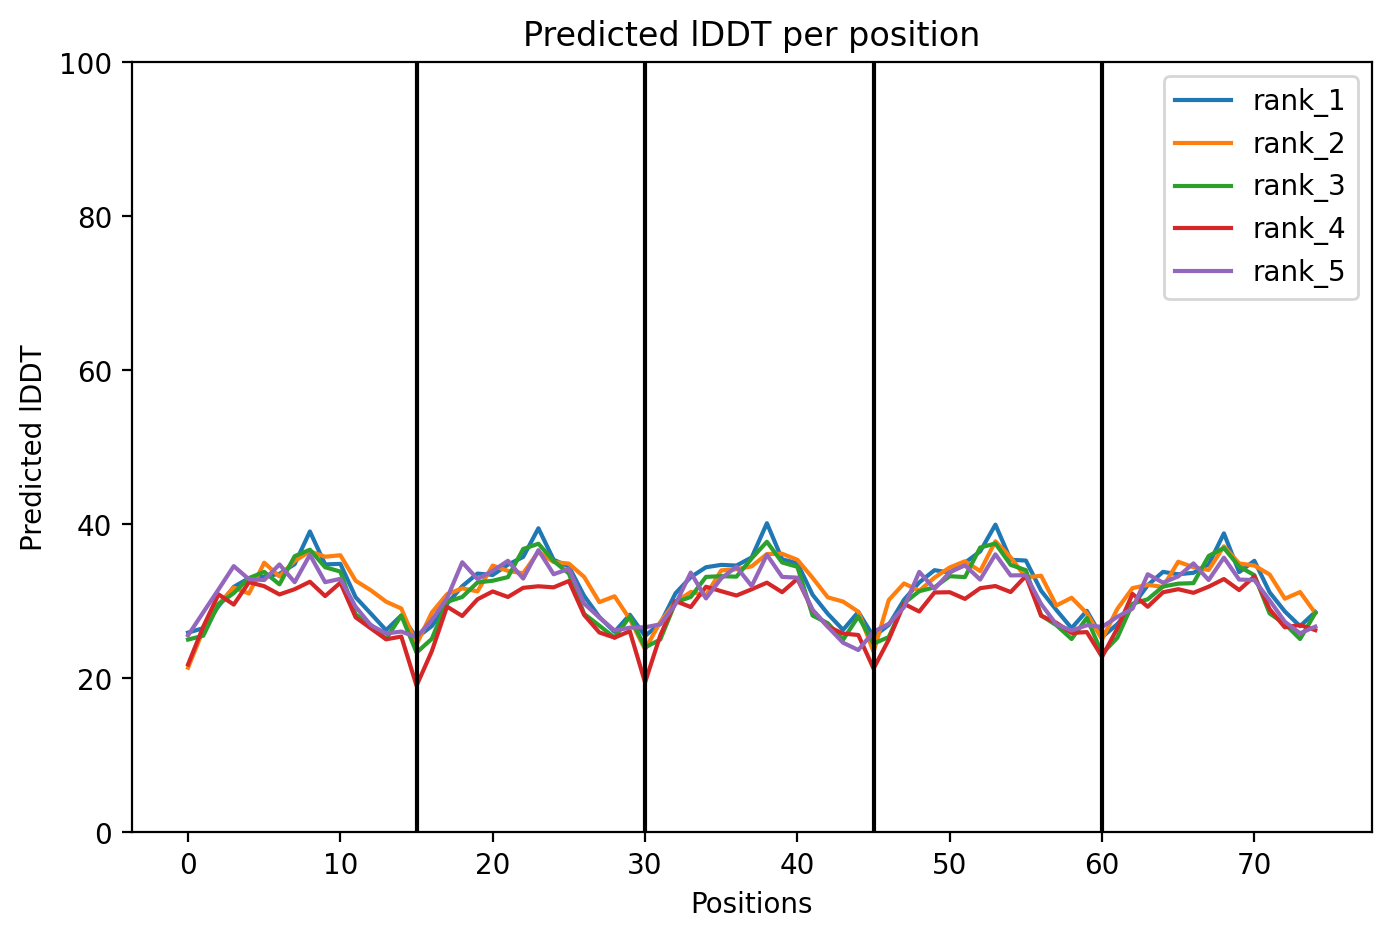 Predicted lDDT per position
Predicted lDDT
100
80
60
40
20
0
rank_1
rank_2
rank_3
rank_4
rank_5
0 10 20 30 40 50 60 70
Positions